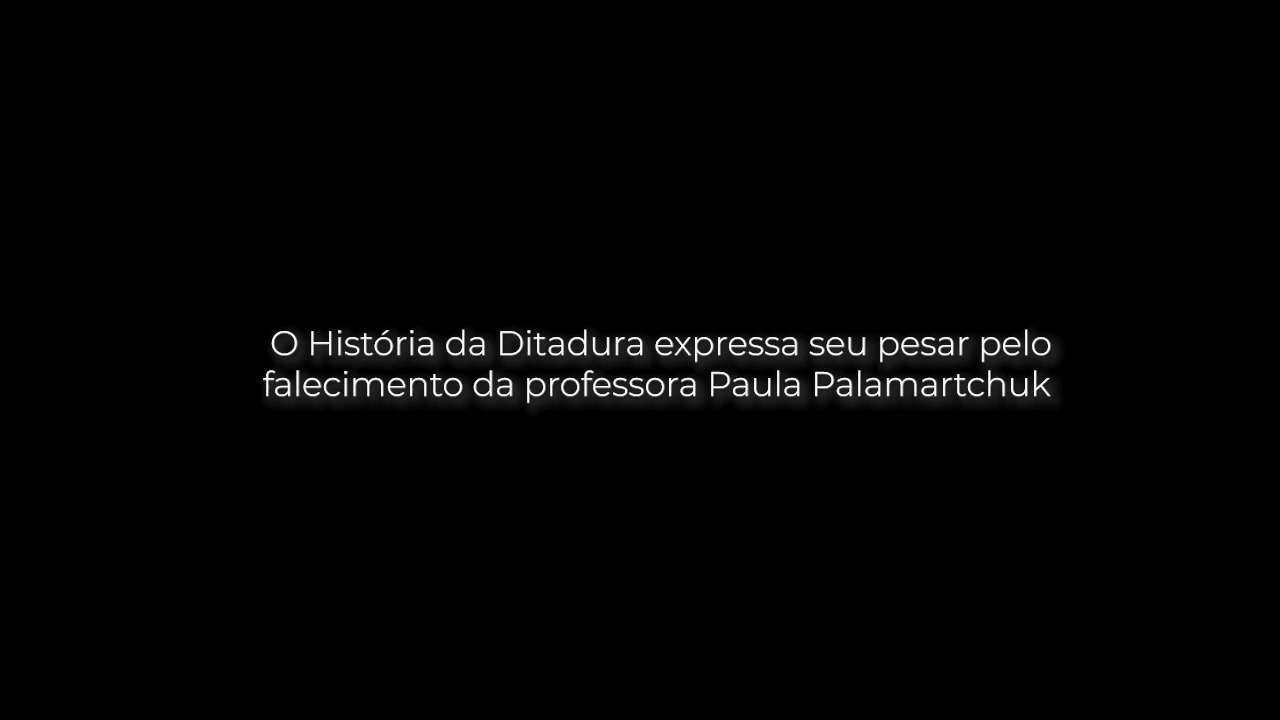 O História da Ditadura expressa seu pesar pelo
falecimento da professora Paula Palamartchuk